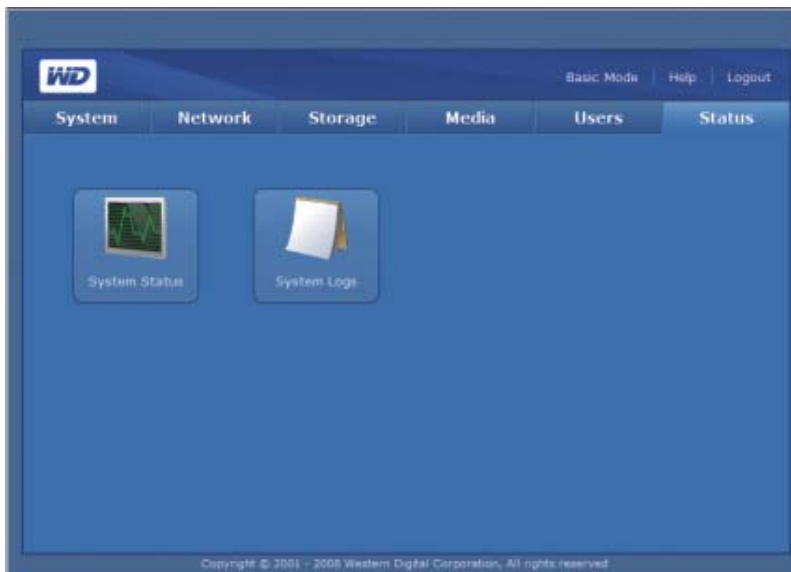 WD
Basic Mode Help Logout
System Network Storage Media Users Status
System Status System Logs
Copyright © 2001 - 2008 Western Digital Corporation, All rights reserved